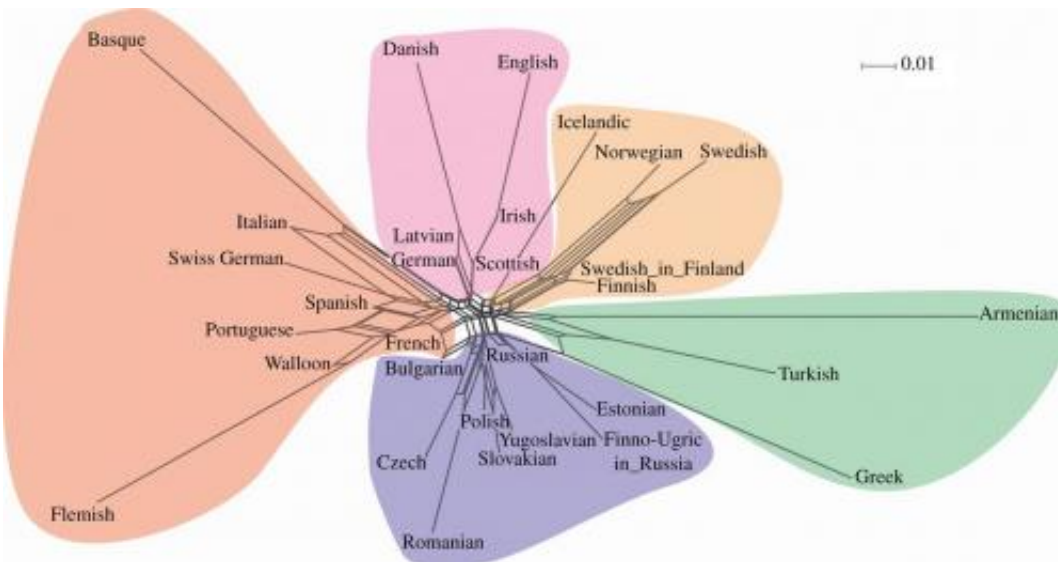 Basque
Danish
English
0.01
Icelandic
Norwegian
Swedish
Italian
Irish
Latvian
German
Scottish
Swiss German
Swedish_in_Finland
Finnish
Spanish
Armenian
Portuguese
French
Walloon
Bulgarian
Russian
Turkish
Estonian
Polish
Yugoslavian
Finno-Ugric
in_Russia
Slovakian
Czech
Greek
Flemish
Romanian